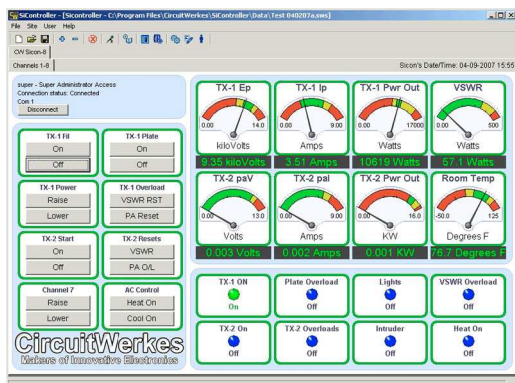 SiController - [Sicontroller - C:\Program Files\CircuitWerkes\SiController\Data\Test 040207a.sws]
File Site User Help
CW Sicon-8
Channels 1-8
Sicon's Date/Time: 04-09-2007 15:55
super - Super Administrator Access
Connection status: Connected
Com 1
Disconnect
TX-1 Fil
On
Off
TX-1 Plate
On
Off
TX-1 Power
Raise
Lower
TX-1 Overload
VSWR RST
PA Reset
TX-2 Start
On
Off
TX-2 Resets
VSWR
PA O/L
Channel 7
Raise
Lower
AC Control
Heat On
Cool On
CircuitWerkes
Makers of Innovative Electronics
TX-1 Ep
0.00 14.0
kiloVolts
9.35 kiloVolts
TX-1 Ip
0.00 9.00
Amps
3.51 Amps
TX-1 Pwr Out
0.00 17000
Watts
10619 Watts
VSWR
0.00 500
Watts
57.1 Watts
TX-2 paV
0.00 13.0
Volts
0.003 Volts
TX-2 paI
0.00 9.00
Amps
0.002 Amps
TX-2 Pwr Out
0.00 16.0
KW
0.001 KW
Room Temp
-50.0 125
Degrees F
76.7 Degrees F
TX-1 ON
On
Plate Overload
Off
Lights
Off
VSWR Overload
Off
TX-2 On
Off
TX-2 Overloads
Off
Intruder
Off
Heat On
Off